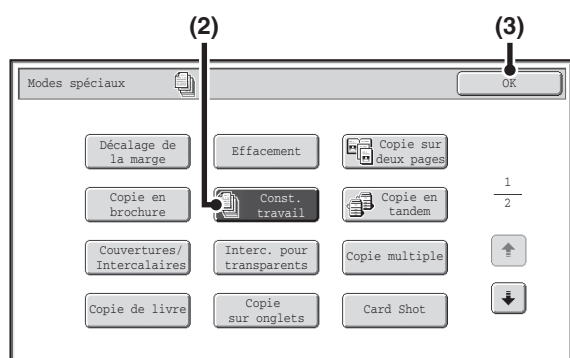 (2) (3)
Modes spéciaux OK
Décalage de
la marge
Effacement
Copie sur
deux pages
Copie en
brochure
Const.
travail
Copie en
tandem
1
2
Couvertures/
Intercalaires
Interc. pour
transparents
Copie multiple
Copie de livre
Copie
sur onglets
Card Shot